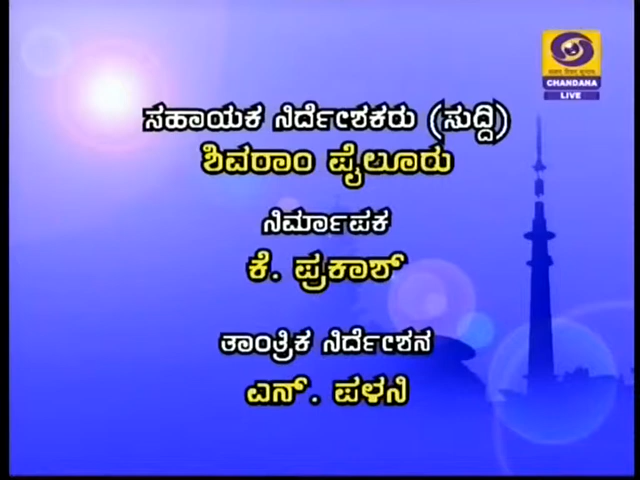 CHANDANA
LIVE
ಸಹಾಯಕ ನಿರ್ದೇಶಕರು (ಸುದ್ದಿ)
ಶಿವರಾಂ ಪೈಲೂರು
ನಿರ್ಮಾಪಕ
ಕೆ. ಪ್ರಕಾಶ್
ತಾಂತ್ರಿಕ ನಿರ್ದೇಶನ
ಎನ್. ಪಳನಿ